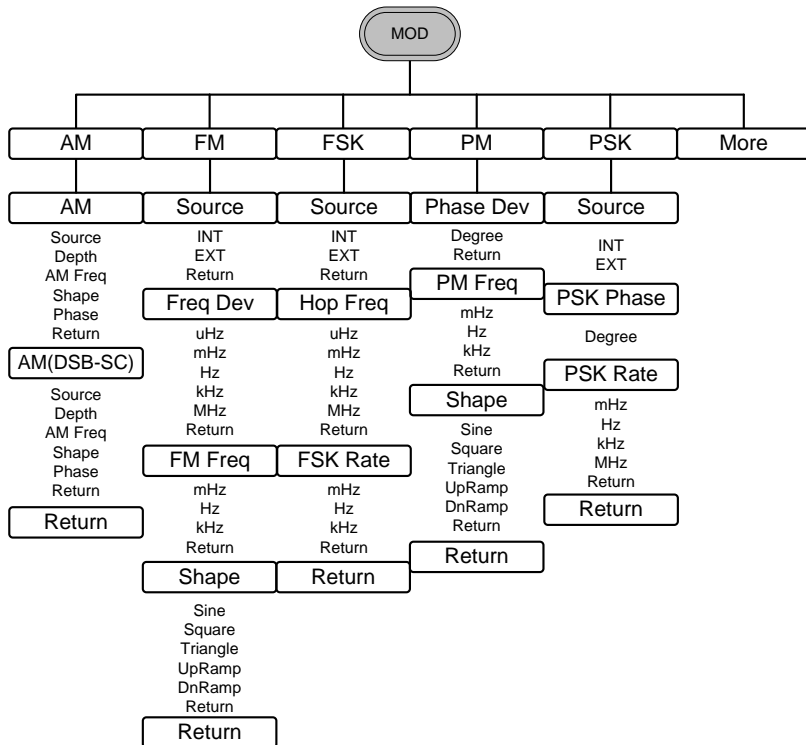 MOD
AM
FM
FSK
PM
PSK
More
AM
Source
Depth
AM Freq
Shape
Phase
Return
AM(DSB-SC)
Source
Depth
AM Freq
Shape
Phase
Return
Return
Source
INT
EXT
Return
Freq Dev
uHz
mHz
Hz
kHz
MHz
Return
FM Freq
mHz
Hz
kHz
Return
Shape
Sine
Square
Triangle
UpRamp
DnRamp
Return
Return
Source
INT
EXT
Return
Hop Freq
uHz
mHz
Hz
kHz
MHz
Return
FSK Rate
mHz
Hz
kHz
Return
Return
Phase Dev
Degree
Return
PM Freq
mHz
Hz
kHz
Return
Shape
Sine
Square
Triangle
UpRamp
DnRamp
Return
Return
Source
INT
EXT
PSK Phase
Degree
PSK Rate
mHz
Hz
kHz
MHz
Return
Return